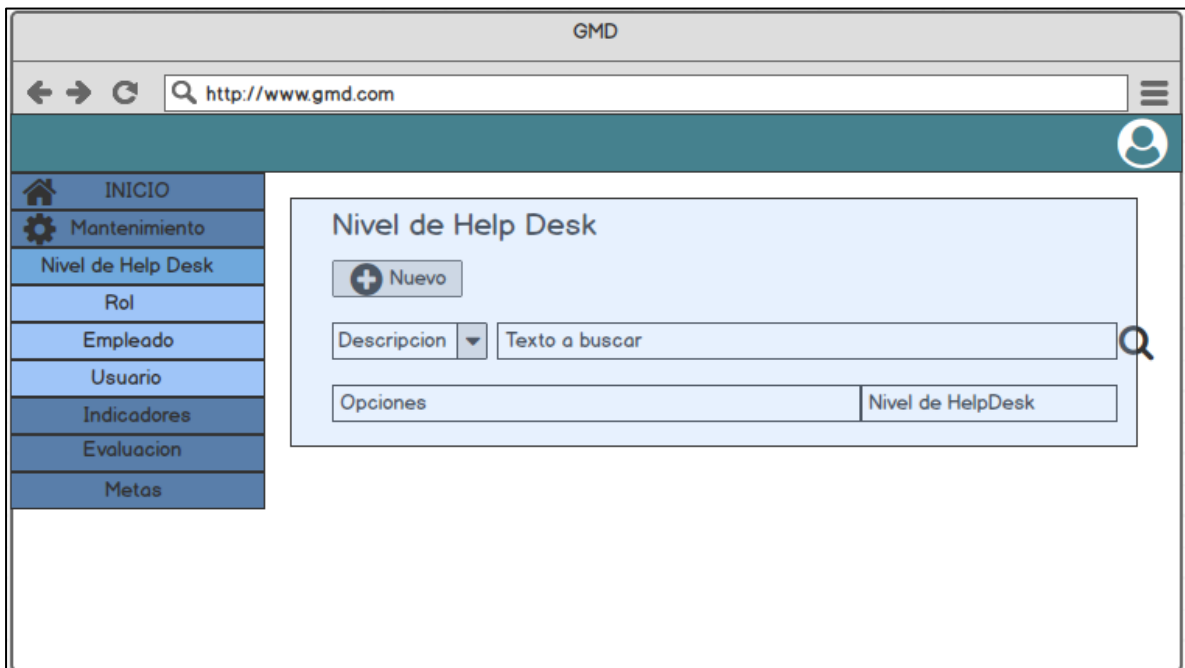 GMD
http://www.gmd.com
INICIO
Mantenimiento
Nivel de Help Desk
Rol
Empleado
Usuario
Indicadores
Evaluacion
Metas
Nivel de Help Desk
Nuevo
Descripcion Texto a buscar
Opciones Nivel de HelpDesk